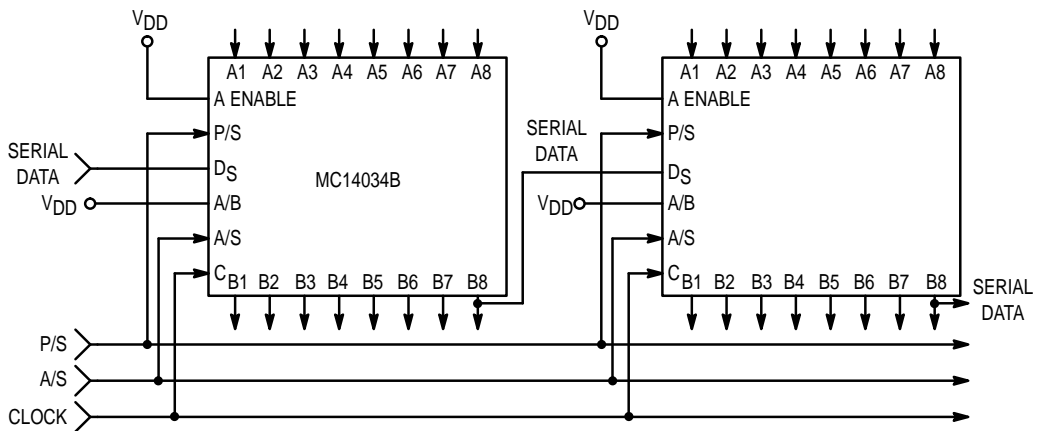 VDD VDD
A1 A2 A3 A4 A5 A6 A7 A8 A1 A2 A3 A4 A5 A6 A7 A8
A ENABLE A ENABLE
P/S P/S
SERIAL DATA
DS
MC14034B
SERIAL DATA
DS
VDD
A/B
VDD
A/B
A/S A/S
C C
B1 B2 B3 B4 B5 B6 B7 B8 B1 B2 B3 B4 B5 B6 B7 B8
SERIAL DATA
P/S
A/S
CLOCK